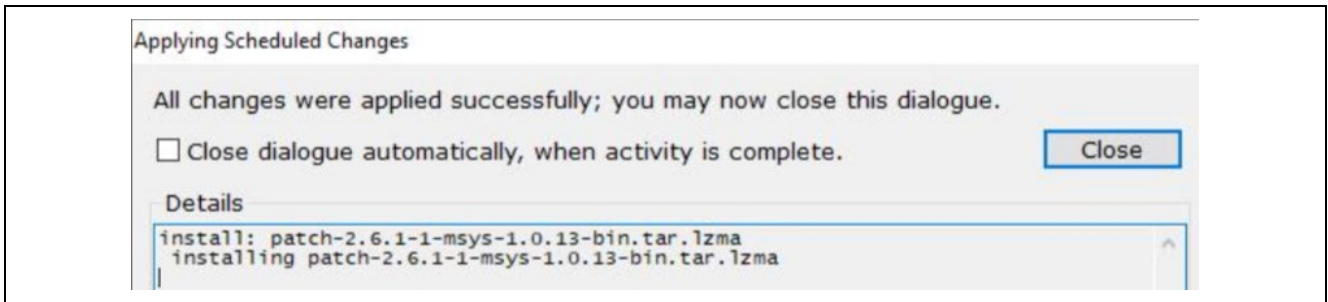 Applying Scheduled Changes
All changes were applied successfully; you may now close this dialogue.
Close dialogue automatically, when activity is complete.
Close
Details
install: patch-2.6.1-1-msys-1.0.13-bin.tar.lzma
installing patch-2.6.1-1-msys-1.0.13-bin.tar.lzma